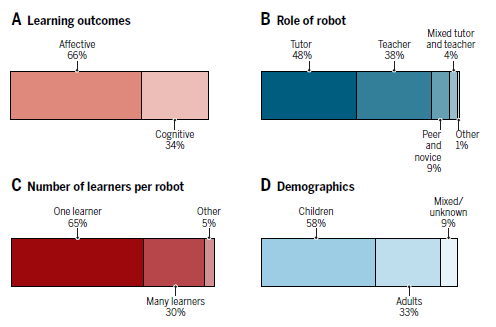 A Learning outcomes
Affective
66%
Cognitive
34%
B Role of robot
Tutor
48%
Teacher
38%
Mixed tutor
and teacher
4%
Peer
and
novice
9%
Other
1%
C Number of learners per robot
One learner
65%
Other
5%
Many learners
30%
D Demographics
Children
58%
Mixed/
unknown
9%
Adults
33%